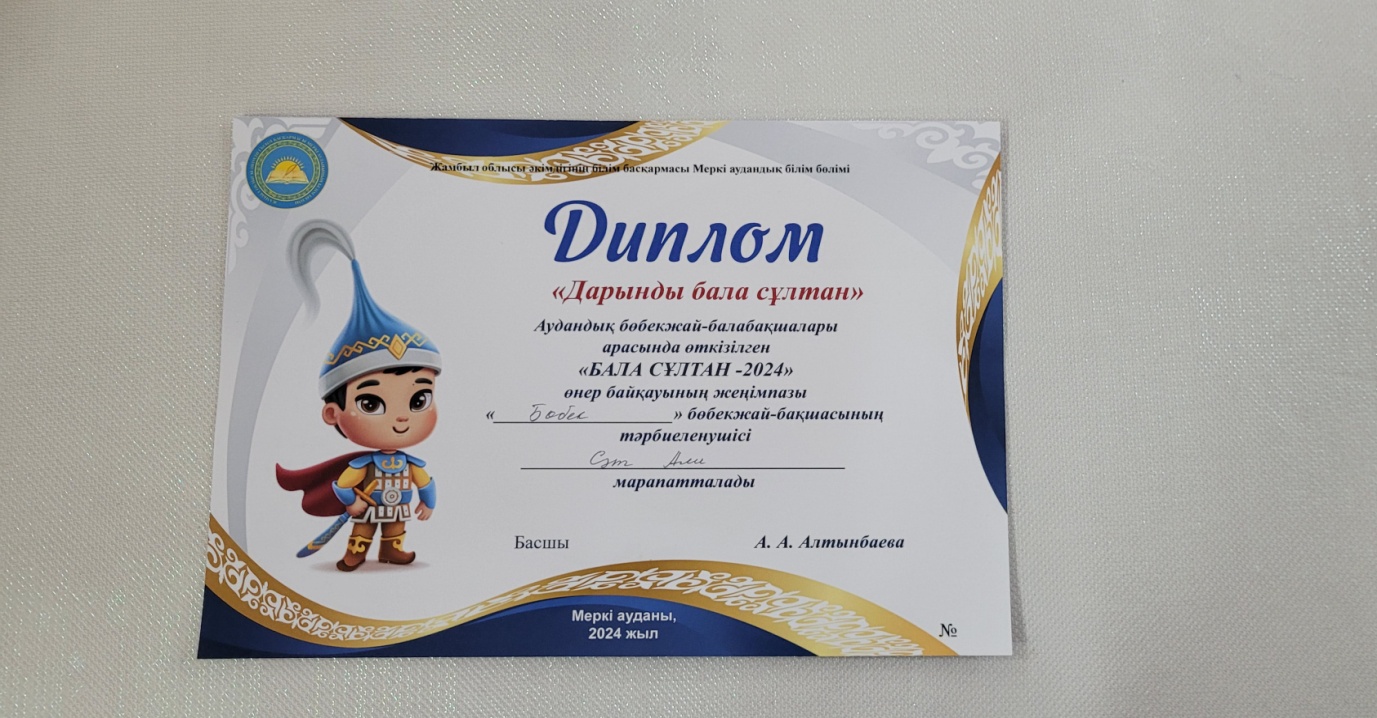 Жамбыл облысы әкімдігінің білім басқармасы Меркі аудандық білім бөлімі
Диплом
«Дарынды бала сұлтан»
Аудандық бөбекжай-балабақшалары
арасында өткізілген
«БАЛА СҰЛТАН -2024»
өнер байқауының жеңімпазы
«Бөбек» бөбекжай-бақшасының
тәрбиеленушісі
марапатталады
Басшы А. А. Алтынбаева
Меркі ауданы,
2024 жыл
№